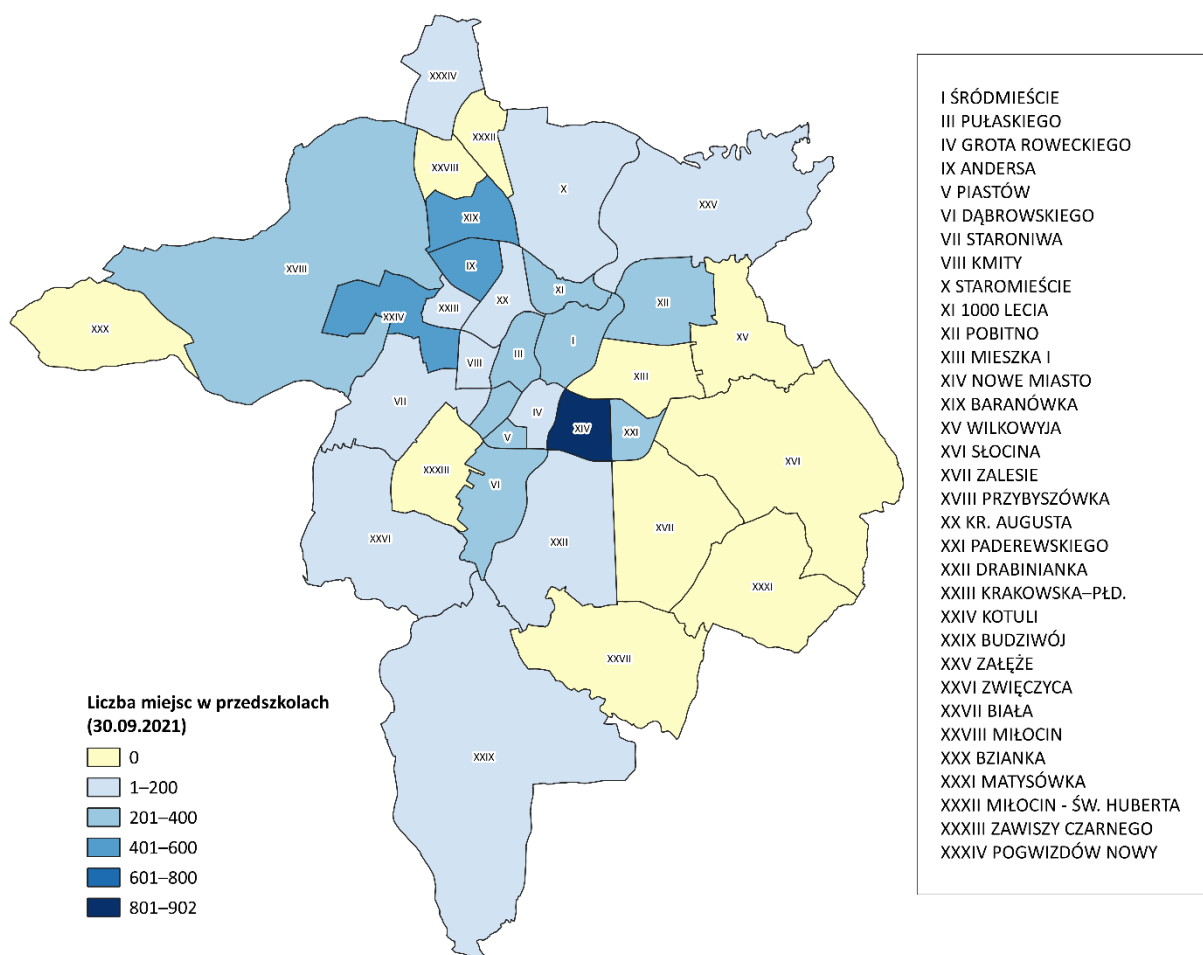 XXXIV
XXXII
XXVIII
X
XXV
XIX
XVIII
IX
XI
XII
XX
XXIII
XXIV
XXX
I
XV
III
VIII
XIII
VII
IV
XIV
XXI
V
XVI
XXXIII
VI
XVII
XXVI
XXII
XXXI
XXVII
XXIX
Liczba miejsc w przedszkolach
(30.09.2021)
0
1–200
201–400
401–600
601–800
801–902
I ŚRÓDMIEŚCIE
III PUŁASKIEGO
IV GROTA ROWECKIEGO
IX ANDERSA
V PIASTÓW
VI DĄBROWSKIEGO
VII STARONIWA
VIII KMITY
X STAROMIEŚCIE
XI 1000 LECIA
XII POBITNO
XIII MIESZKA I
XIV NOWE MIASTO
XIX BARANÓWKA
XV WILKOWYJA
XVI SŁOCINA
XVII ZALESIE
XVIII PRZYBYSZÓWKA
XX KR. AUGUSTA
XXI PADEREWSKIEGO
XXII DRABINIANKA
XXIII KRAKOWSKA–PŁD.
XXIV KOTULI
XXIX BUDZIWÓJ
XXV ZAŁĘŻE
XXVI ZWIĘCZYCA
XXVII BIAŁA
XXVIII MIŁOCIN
XXX BZIANKA
XXXI MATYSÓWKA
XXXII MIŁOCIN - ŚW. HUBERTA
XXXIII ZAWISZY CZARNEGO
XXXIV POGWIZDÓW NOWY